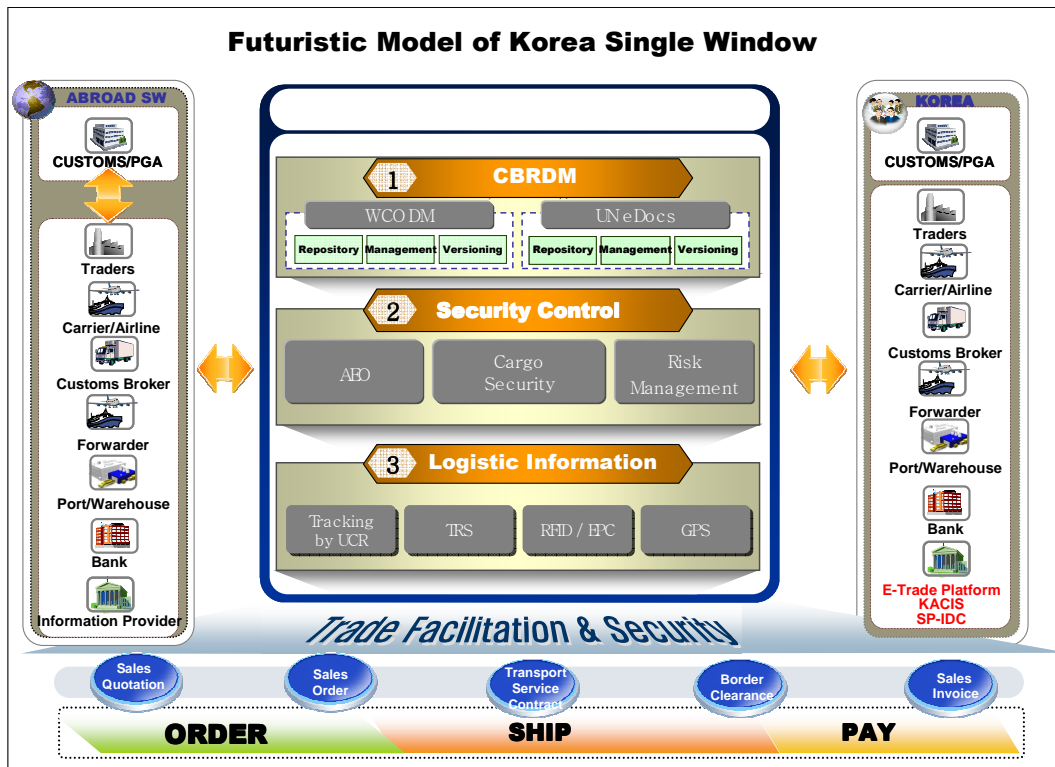 Futuristic Model of Korea Single Window
ABROAD SW
CUSTOMS/PGA
Traders
Carrier/Airline
Customs Broker
Forwarder
Port/Warehouse
Bank
Information Provider
1
CBRDM
WCO DM
Repository
Management
Versioning
UNeDocs
Repository
Management
Versioning
2
Security Control
AEO
Cargo
Security
Risk
Management
3
Logistic Information
Tracking
by UCR
TRS
RFID / EPC
GPS
KOREA
CUSTOMS/PGA
Traders
Carrier/Airline
Customs Broker
Forwarder
Port/Warehouse
Bank
E-Trade Platform
KACIS
SP-IDC
Trade Facilitation & Security
Sales
Quotation
Sales
Order
Transport
Service
Contract
Border
Clearance
Sales
Invoice
ORDER
SHIP
PAY